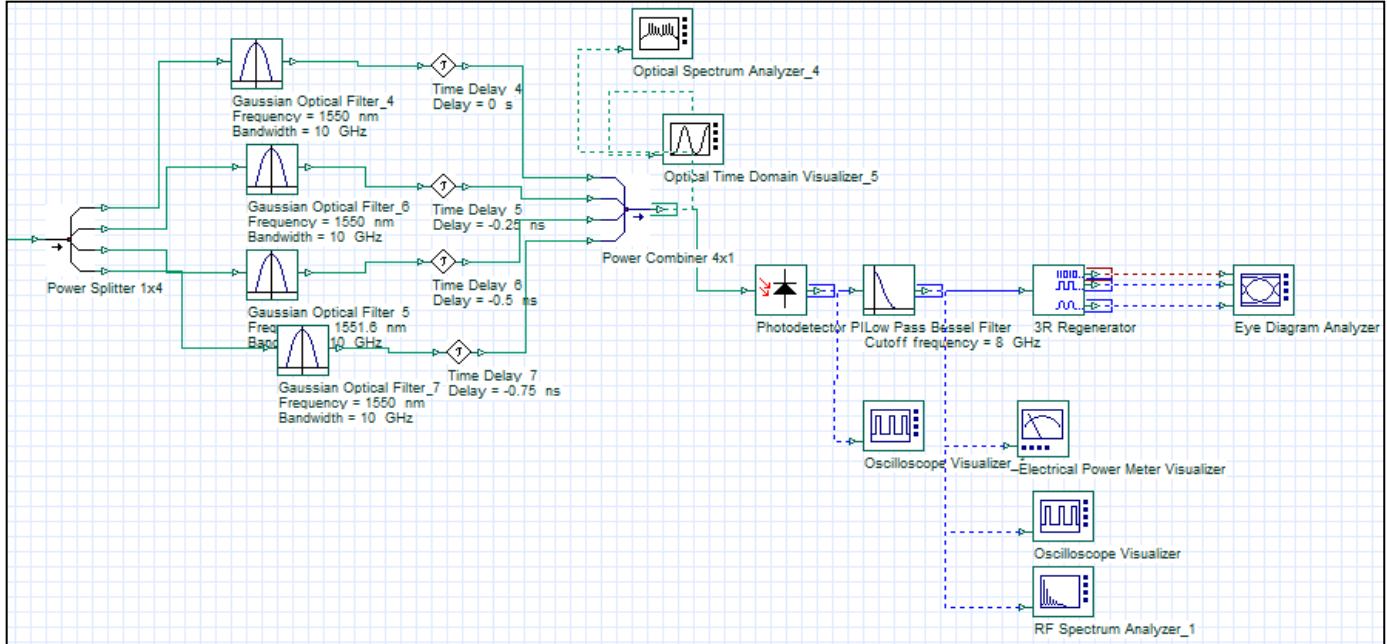 Optical Spectrum Analyzer_4
Gaussian Optical Filter_4
Frequency = 1550 nm
Bandwidth = 10 GHz
Time Delay_4
Delay = 0 s
Optical Time Domain Visualizer_5
Gaussian Optical Filter_6
Frequency = 1550 nm
Bandwidth = 10 GHz
Time Delay_5
Delay = -0.25 ns
Power Splitter 1x4
Power Combiner 4x1
Time Delay_6
Delay = -0.5 ns
Gaussian Optical Filter_5
1551.6 nm
10 GHz
Photodetector
Low Pass Bessel Filter
Cutoff frequency = 8 GHz
3R Regenerator
Eye Diagram Analyzer
Time Delay_7
Delay = -0.75 ns
Gaussian Optical Filter_7
Frequency = 1550 nm
Bandwidth = 10 GHz
Oscilloscope Visualizer
Electrical Power Meter Visualizer
Oscilloscope Visualizer
RF Spectrum Analyzer_1